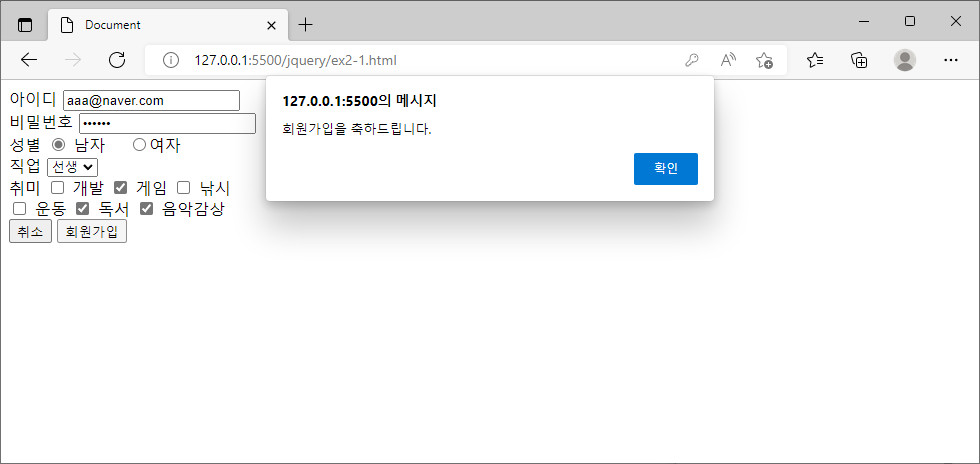 Document
127.0.0.1:5500/jquery/ex2-1.html
127.0.0.1:5500의 메시지
회원가입을 축하드립니다.
확인
아이디 aaa@naver.com
비밀번호 ••••••
성별 남자 여자
직업 선생
취미 개발 게임 낚시
운동 독서 음악감상
취소 회원가입